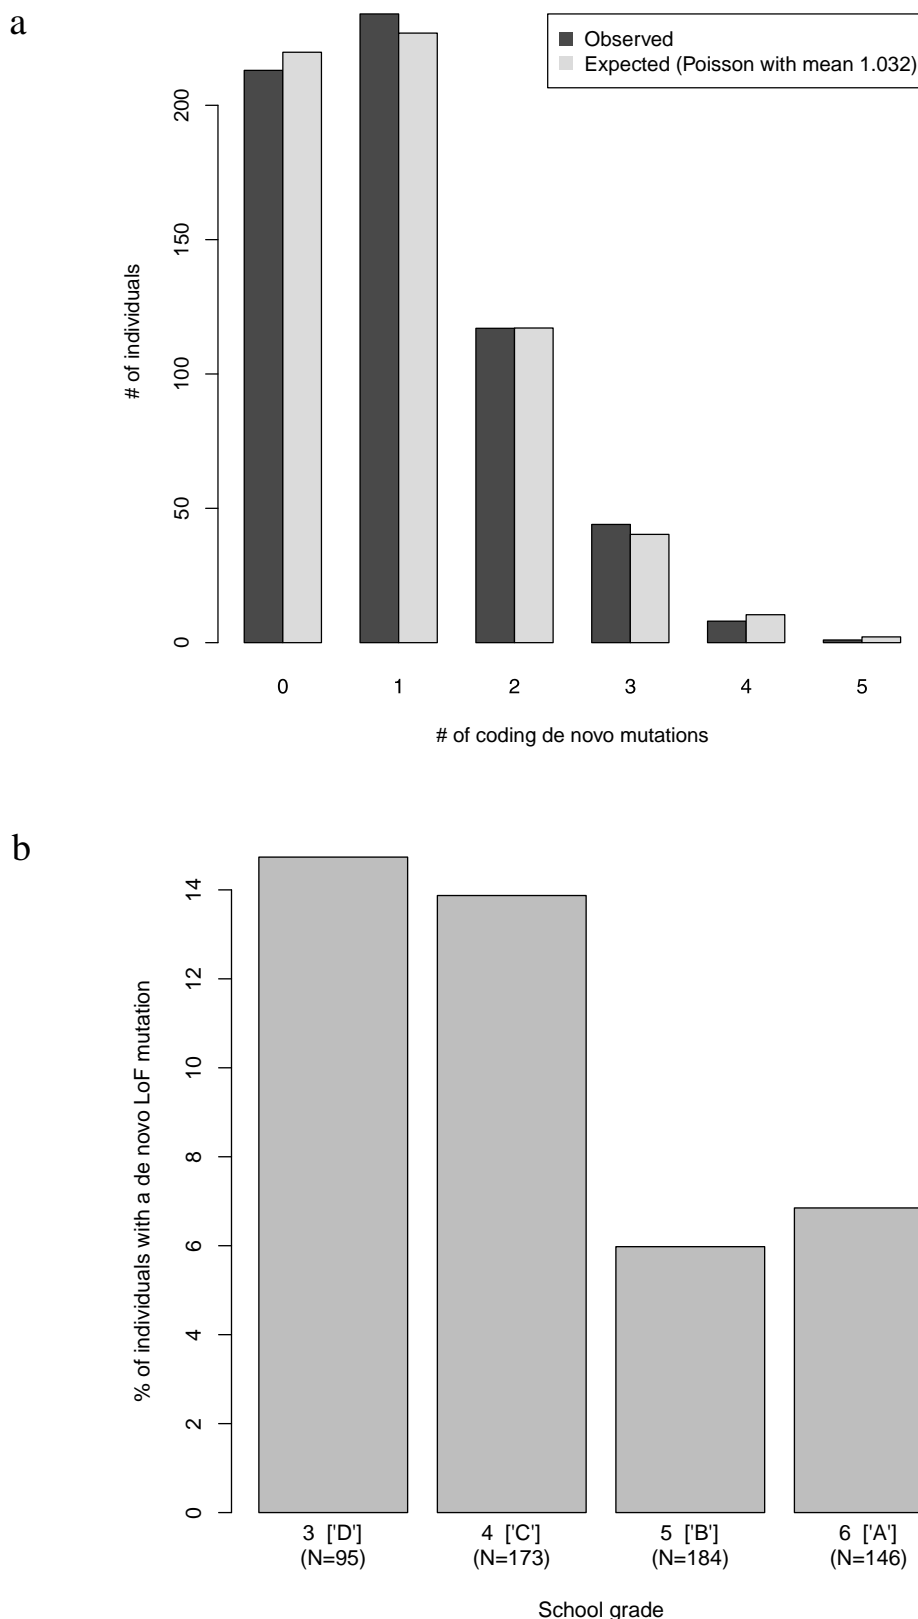 a
Observed
Expected (Poisson with mean 1.032)
# of individuals
200
150
100
50
0
0 1 2 3 4 5
# of coding de novo mutations
b
% of individuals with a de novo LoF mutation
14
12
10
8
6
4
2
0
3 ['D'] 4 ['C'] 5 ['B'] 6 ['A']
(N=95) (N=173) (N=184) (N=146)
School grade